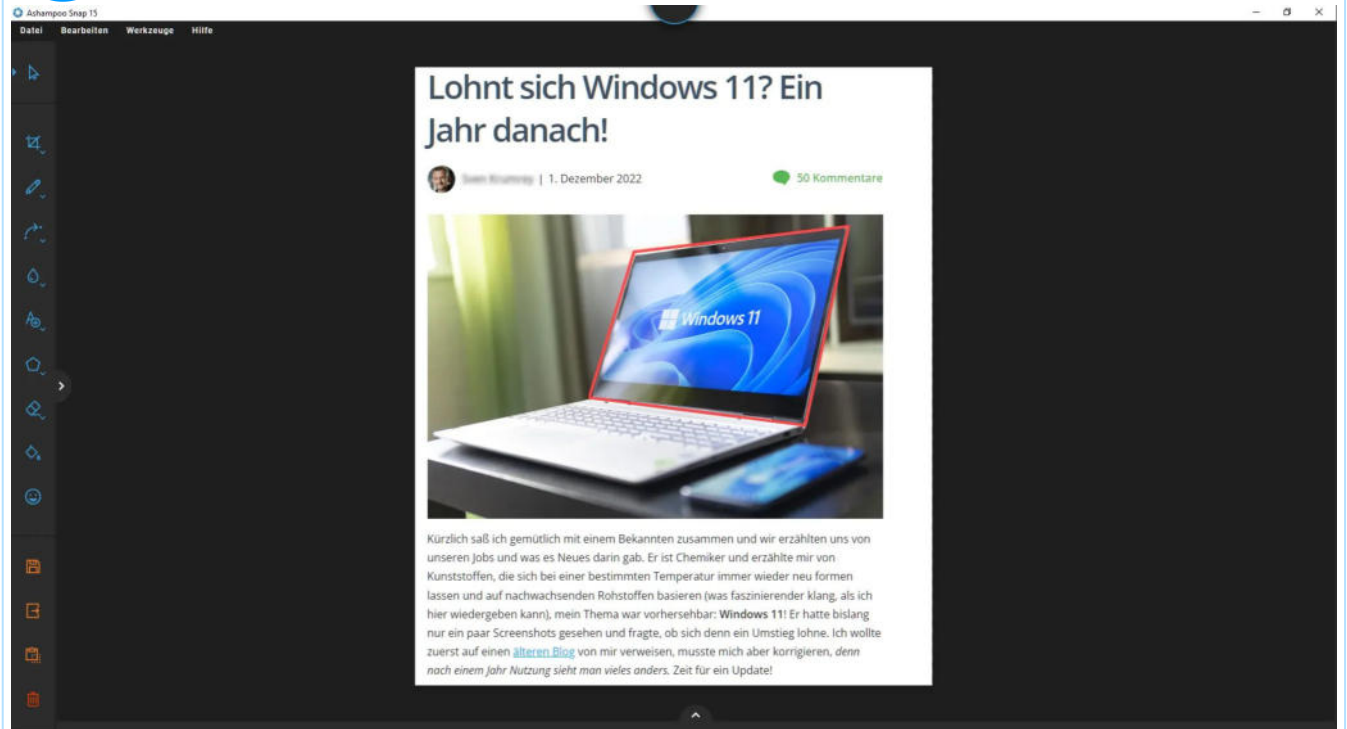 Ashampoo Snap 15
Datei Bearbeiten Werkzeuge Hilfe
Lohnt sich Windows 11? Ein
Jahr danach!
| 1. Dezember 2022
50 Kommentare
Windows 11
Kürzlich saß ich gemütlich mit einem Bekannten zusammen und wir erzählten uns von
unseren Jobs und was es Neues darin gab. Er ist Chemiker und erzählte mir von
Kunststoffen, die sich bei einer bestimmten Temperatur immer wieder neu formen
lassen und auf nachwachsenden Rohstoffen basieren (was faszinierender klang, als ich
hier wiedergeben kann), mein Thema war vorhersehbar: Windows 11! Er hatte bislang
nur ein paar Screenshots gesehen und fragte, ob sich denn ein Umstieg lohne. Ich wollte
zuerst auf einen älteren Blog von mir verweisen, musste mich aber korrigieren, denn
nach einem Jahr Nutzung sieht man vieles anders. Zeit für ein Update!